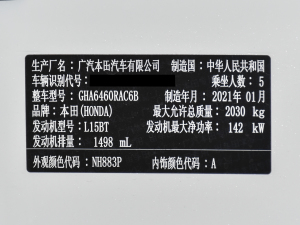 生产厂名：广汽本田汽车有限公司 制造国：中华人民共和国
车辆识别代号： 乘坐人数：5
整车型号：GHA6460RAC6B 制造年月：2021年01月
品牌：本田(HONDA) 最大允许总质量：2030 kg
发动机型号：L15BT 发动机最大净功率：142 kW
发动机排量：1498 mL
外观颜色代码：NH883P 内饰颜色代码：A